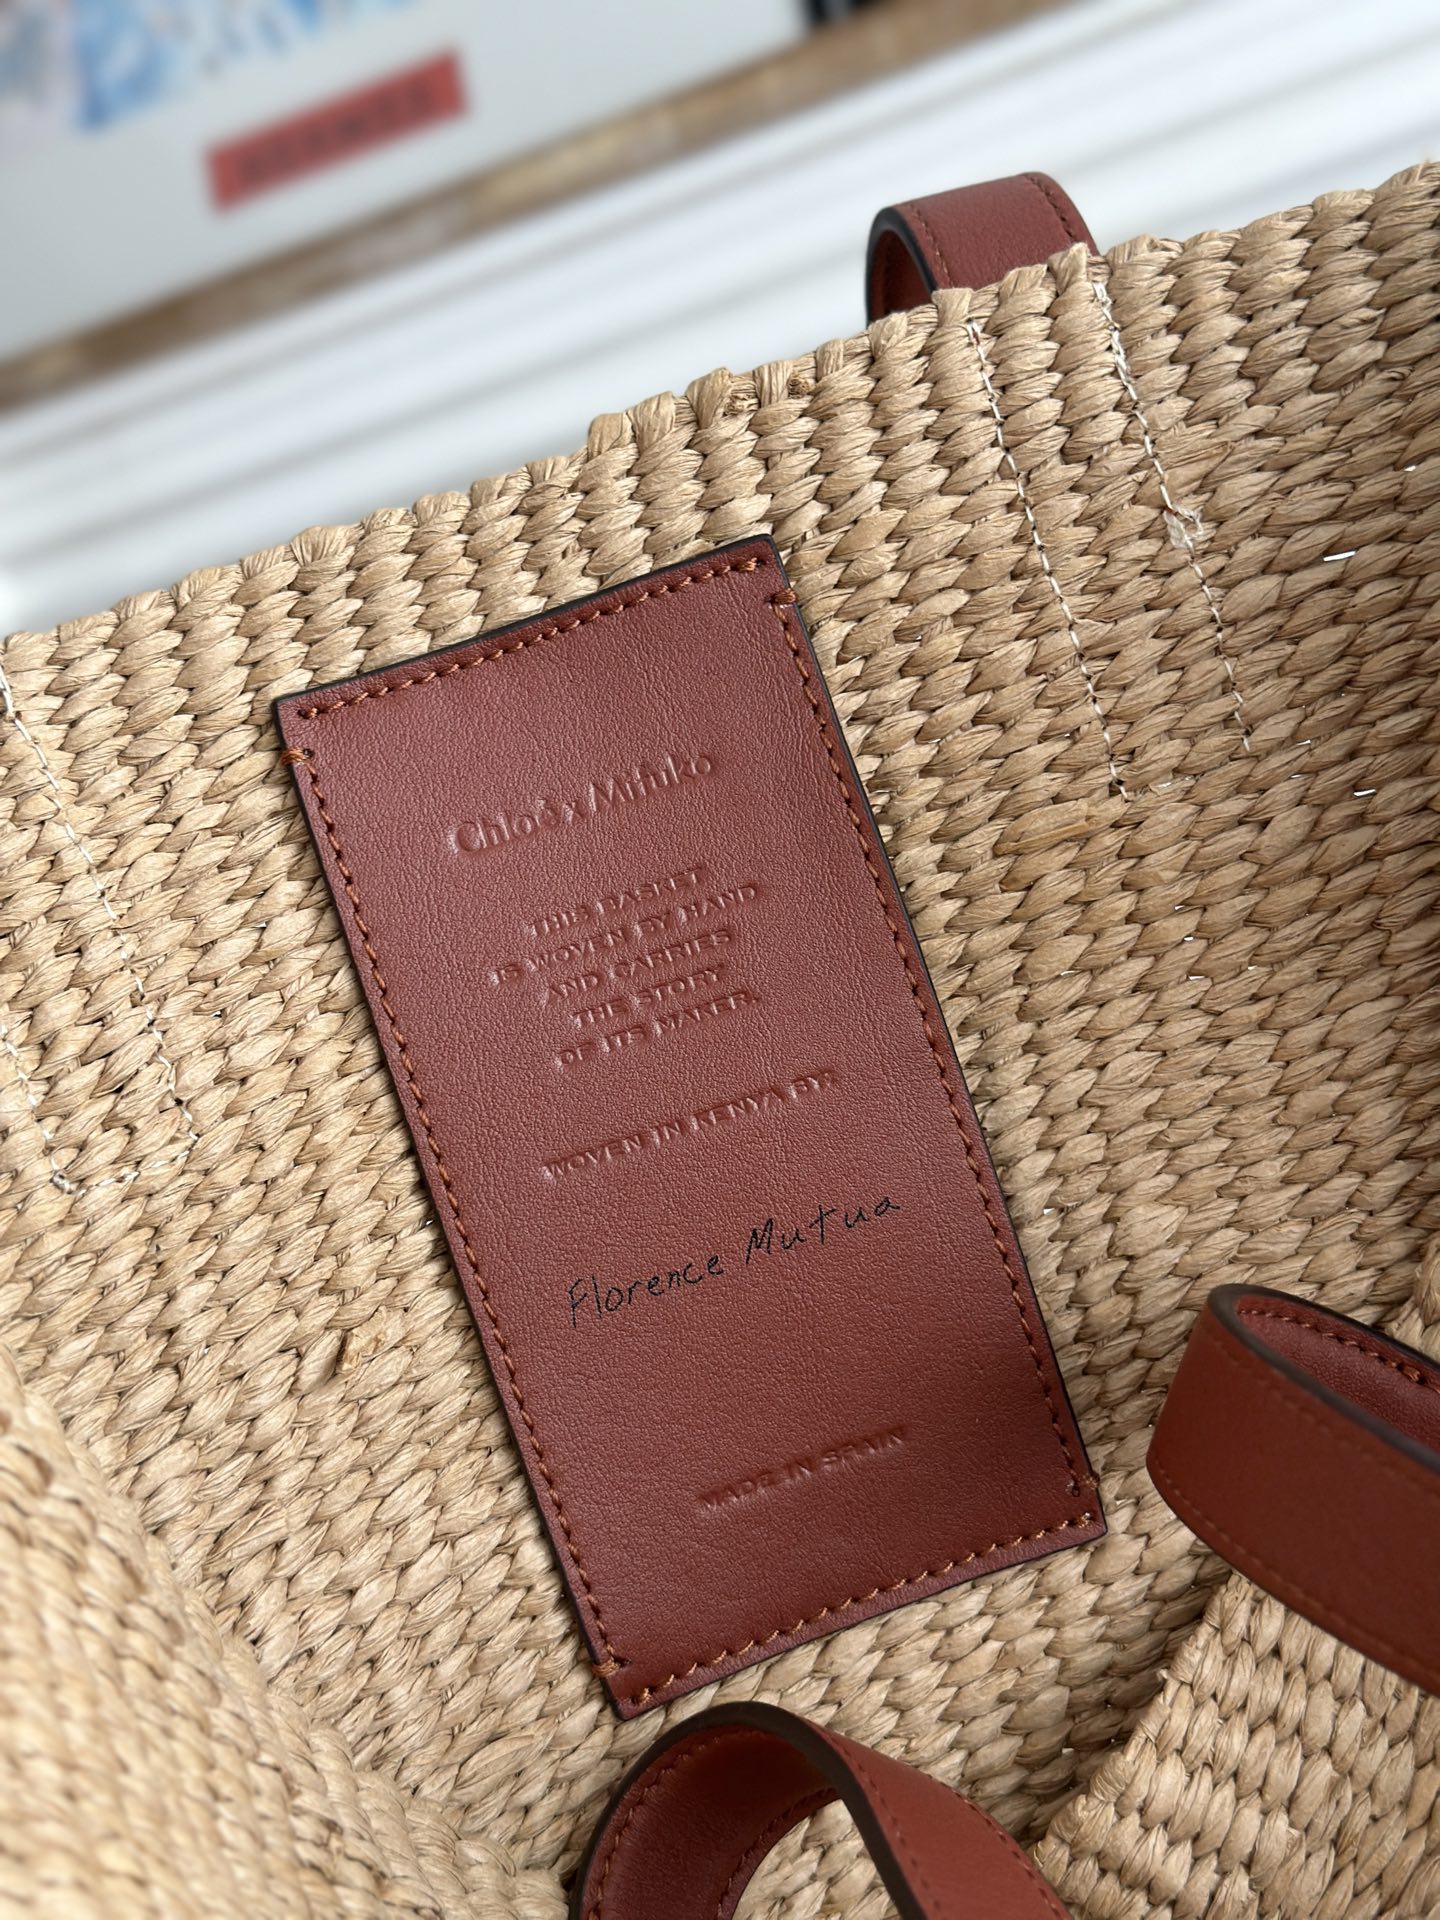 Chloé x Mifuko
THIS BASKET
IS WOVEN BY HAND
AND CARRIES
THE STORY
OF ITS MAKER.
WOVEN IN KENYA BY:
Florence Mutua
MADE IN SPAIN